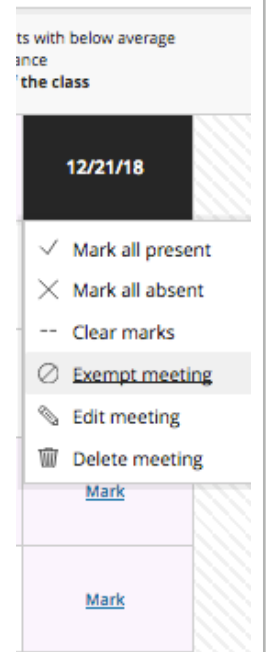 ts with below average
ance
the class
12/21/18
Mark all present
Mark all absent
-- Clear marks
Exempt meeting
Edit meeting
Delete meeting
Mark
Mark